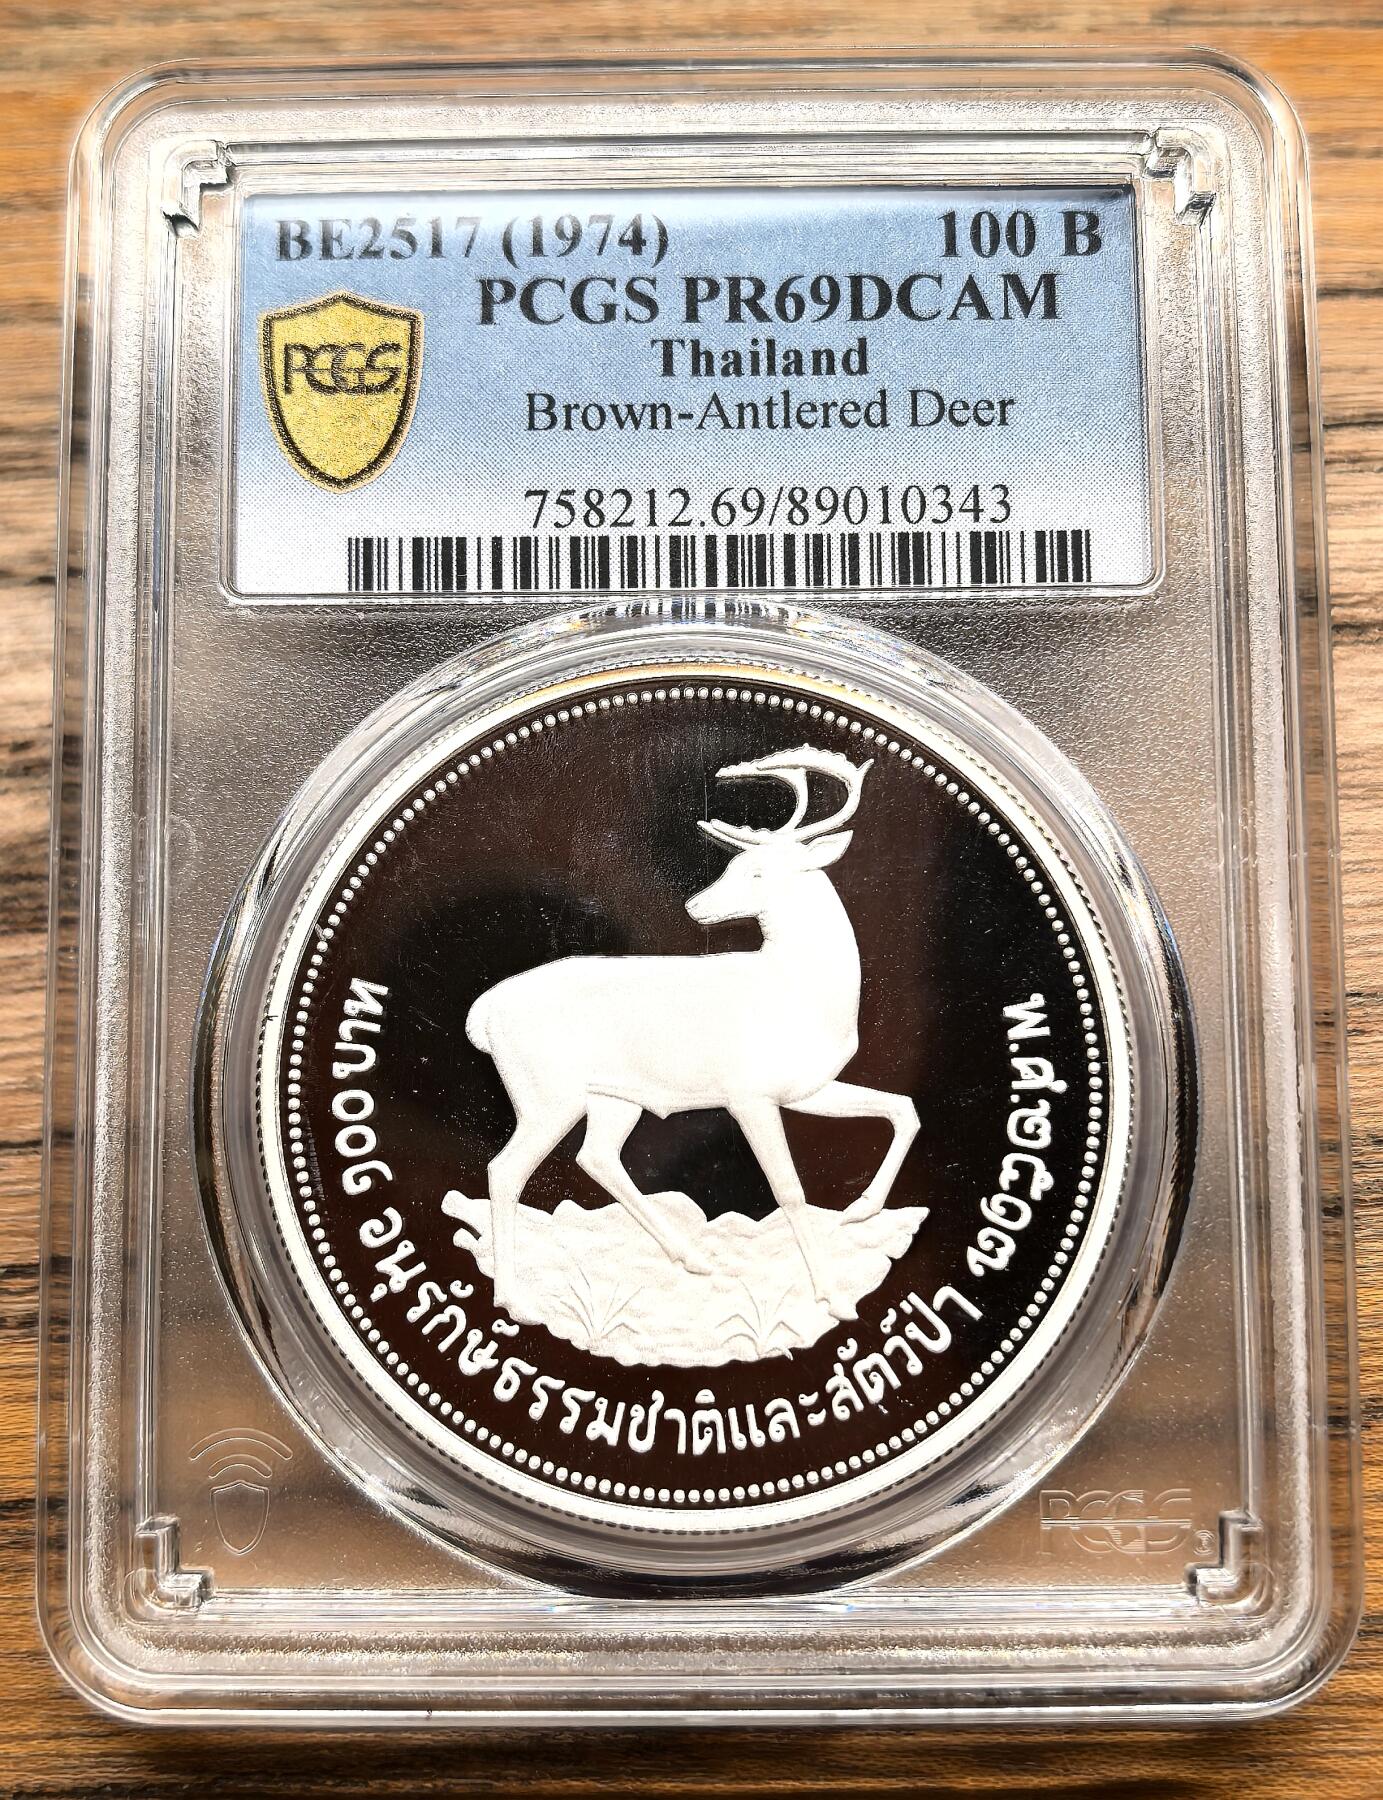 BE2517 (1974) 100 B
PCGS PR69DCAM
Thailand
Brown-Antlered Deer
PCGS
758212.69/89010343
๑๐๐ บาท อนุรักษ์ธรรมชาติและสัตว์ป่า พ.ศ.๒๕๑๗
PCGS